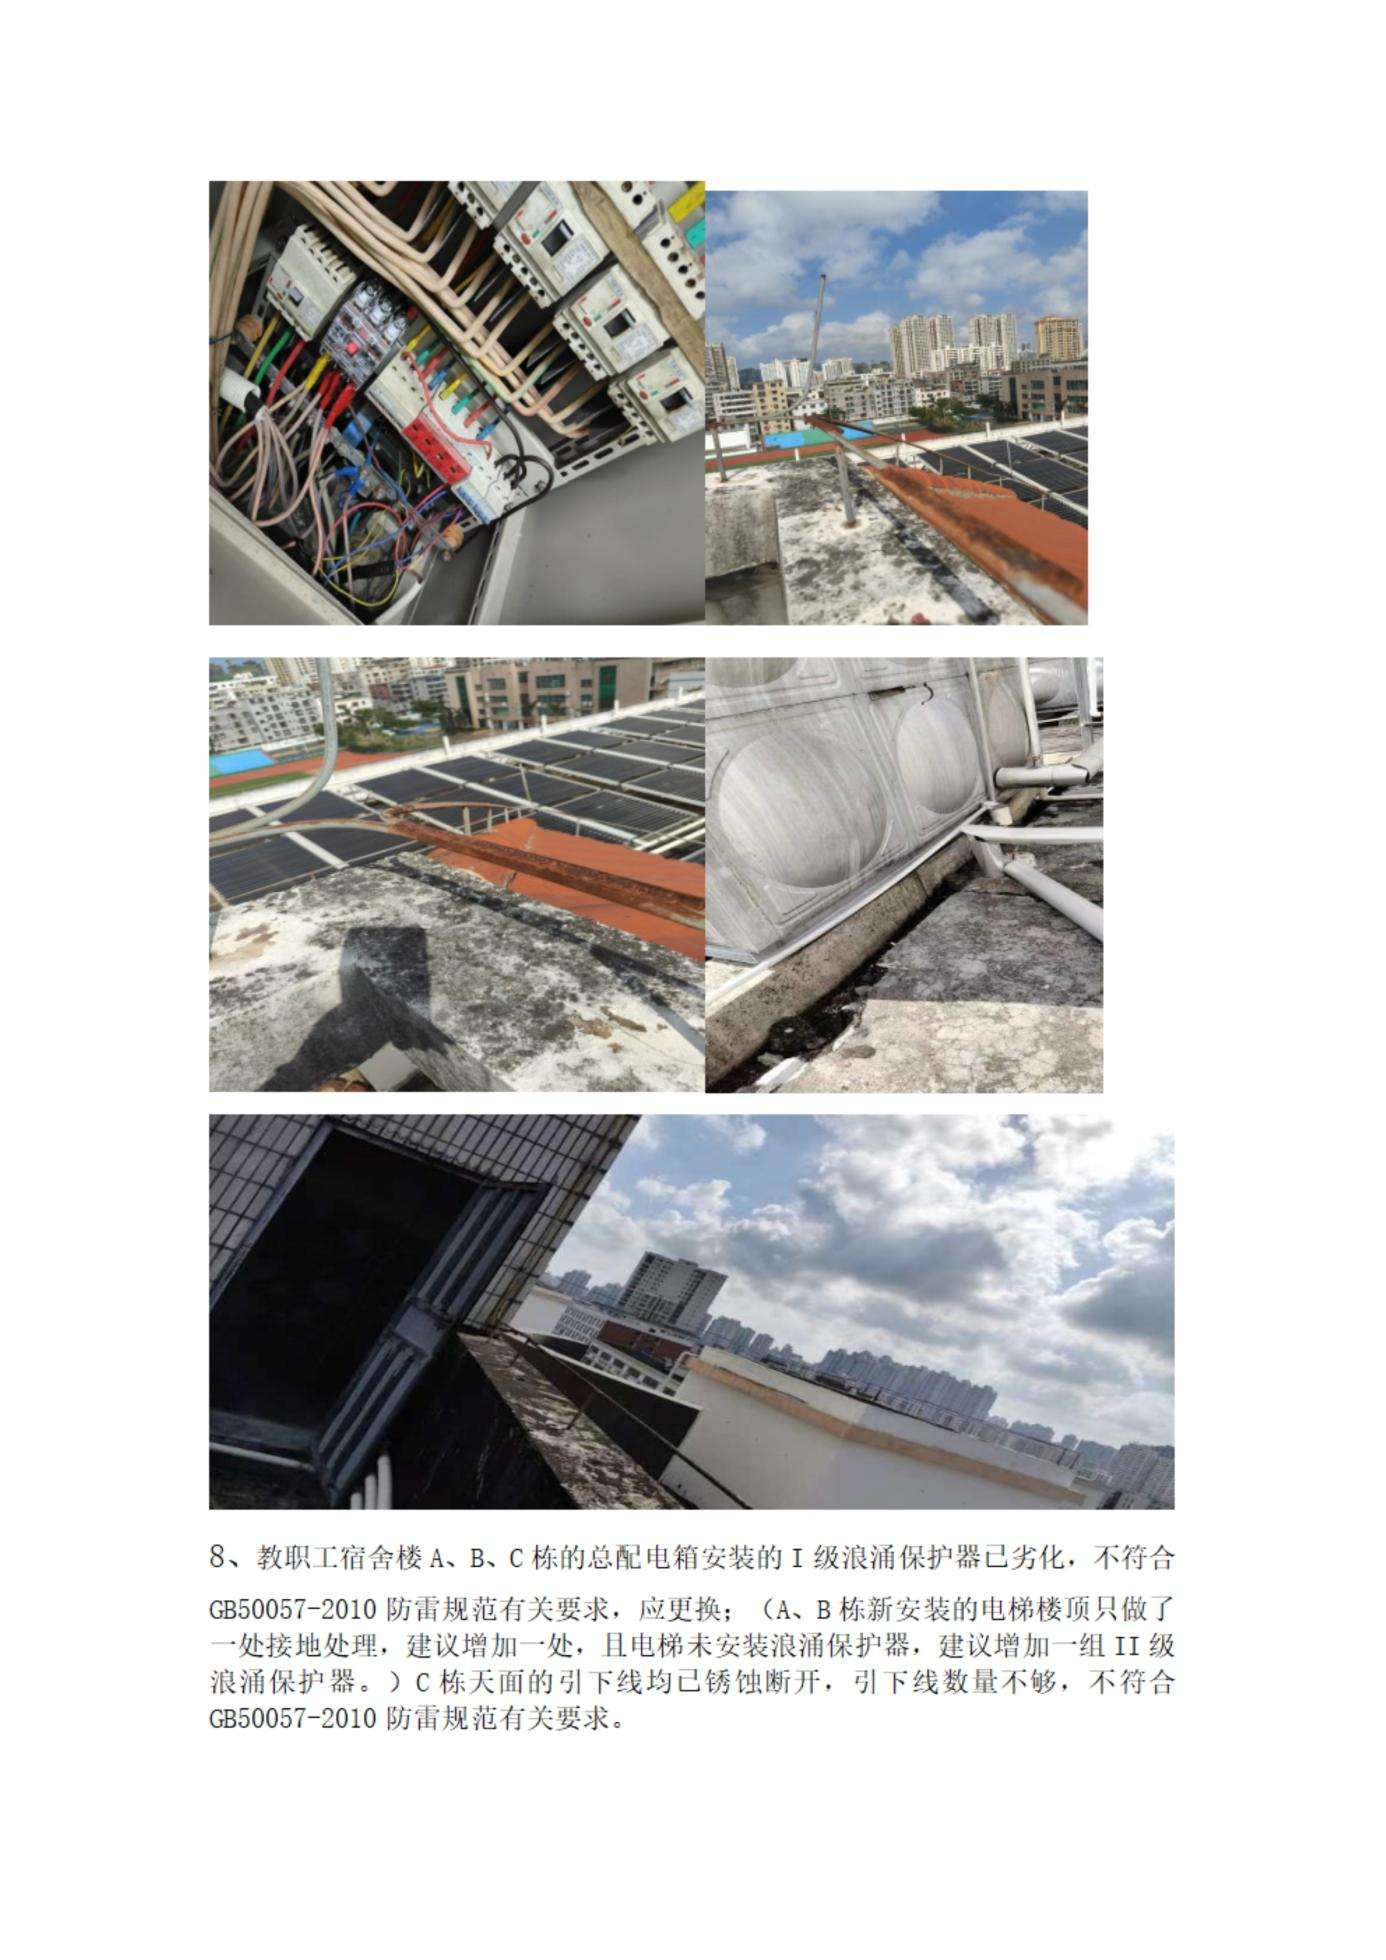 8、教职工宿舍楼 A、B、C 栋的总配电箱安装的 I 级浪涌保护器已劣化，不符合
GB50057-2010 防雷规范有关要求，应更换；（A、B 栋新安装的电梯楼顶只做了
一处接地处理，建议增加一处，且电梯未安装浪涌保护器，建议增加一组 II 级
浪涌保护器。）C 栋天面的引下线均已锈蚀断开，引下线数量不够，不符合
GB50057-2010 防雷规范有关要求。